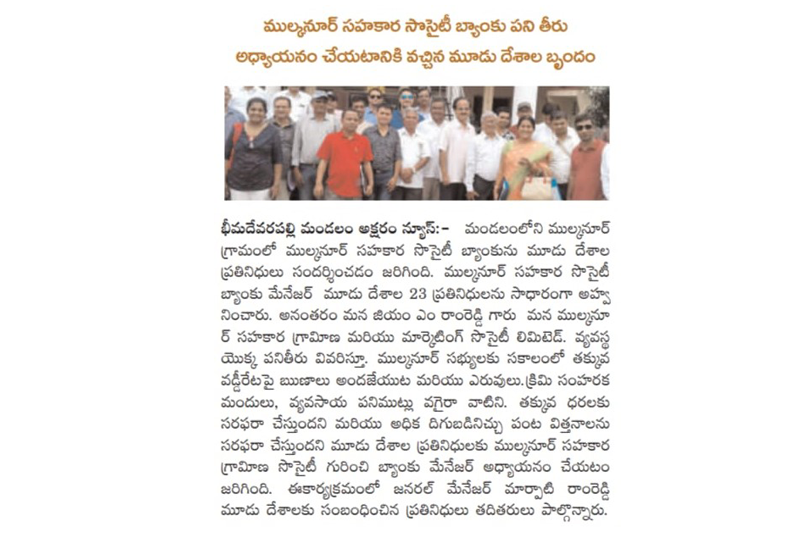 ముల్కనూర్ సహకార సొసైటీ బ్యాంకు పని తీరు
అధ్యాయనం చేయటానికి వచ్చిన మూడు దేశాల బృందం
భీమదేవరపల్లి మండలం అక్షరం న్యూస్:- మండలంలోని ముల్కనూర్
గ్రామంలో ముల్కనూర్ సహకార సొసైటీ బ్యాంకును మూడు దేశాల
ప్రతినిధులు సందర్శించడం జరిగింది. ముల్కనూర్ సహకార సొసైటీ
బ్యాంకు మేనేజర్ మూడు దేశాల 23 ప్రతినిధులను సాధారంగా అహ్వ
నించారు. అనంతరం మన జియం ఎం రాంరెడ్డి గారు మన ముల్కనూ
ర్ సహకార గ్రామీణ మరియు మార్కెటింగ్ సొసైటీ లిమిటెడ్. వ్యవస్థ
యొక్క పనితీరు వివరిస్తూ. ముల్కనూర్ సభ్యులకు సకాలంలో తక్కువ
వడ్డీరేటపై ఋణాలు అందజేయుట మరియు ఎరువులు.క్రిమి సంహరక
మందులు, వ్యవసాయ పనిముట్లు వగైరా వాటిని. తక్కువ ధరలకు
సరఫరా చేస్తుందని మరియు అధిక దిగుబడినిచ్చు పంట విత్తనాలను
సరఫరా చేస్తుందని మూడు దేశాల ప్రతినిధులకు ముల్కనూర్ సహకార
గ్రామీణ సొసైటీ గురించి బ్యాంకు మేనేజర్ అధ్యాయనం చేయటం
జరిగింది. ఈకార్యక్రమంలో జనరల్ మేనేజర్ మార్పాటి రాంరెడ్డి
మూడు దేశాలకు సంబంధించిన ప్రతినిధులు తదితరులు పాల్గొన్నారు.